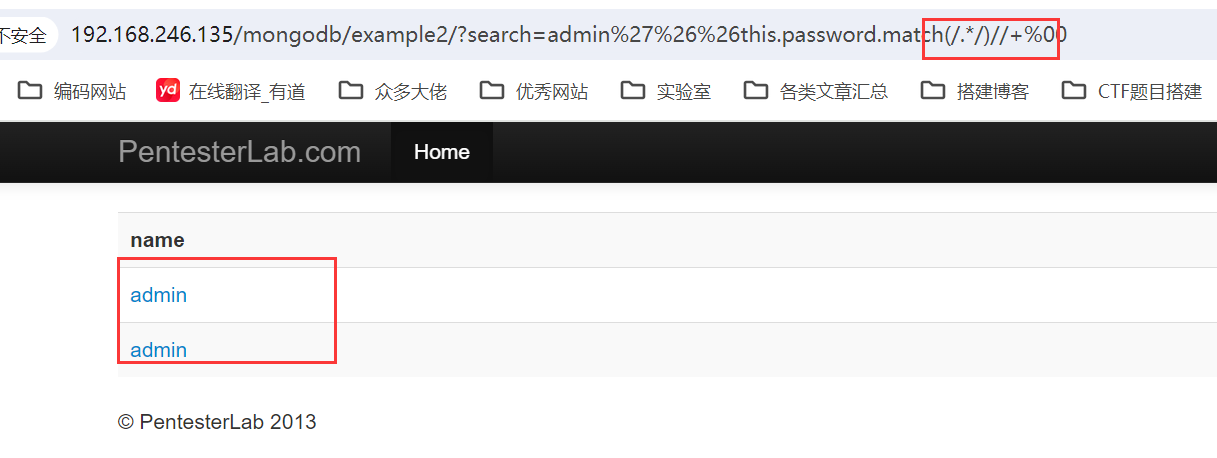 不安全 192.168.246.135/mongodb/example2/?search=admin%27%26%26this.password.match(/.*/)//+%00
编码网站 yd 在线翻译_有道 众多大佬 优秀网站 实验室 各类文章汇总 搭建博客 CTF题目搭建
PentesterLab.com Home
name
admin
admin
© PentesterLab 2013